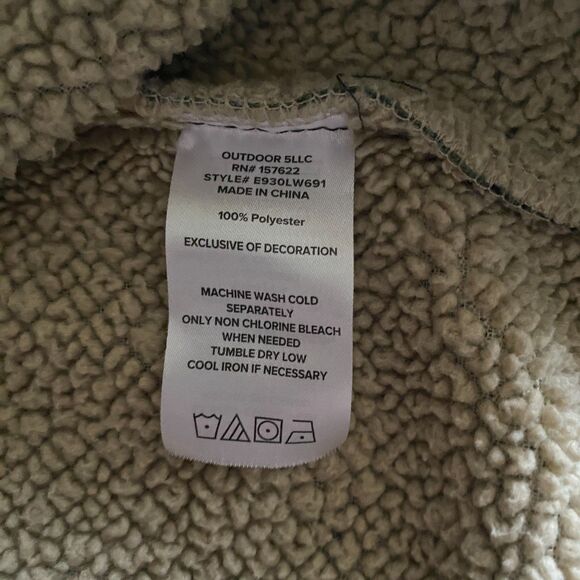 OUTDOOR 5LLC
RN# 157622
STYLE# E930LW691
MADE IN CHINA
100% Polyester
EXCLUSIVE OF DECORATION
MACHINE WASH COLD
SEPARATELY
ONLY NON CHLORINE BLEACH
WHEN NEEDED
TUMBLE DRY LOW
COOL IRON IF NECESSARY